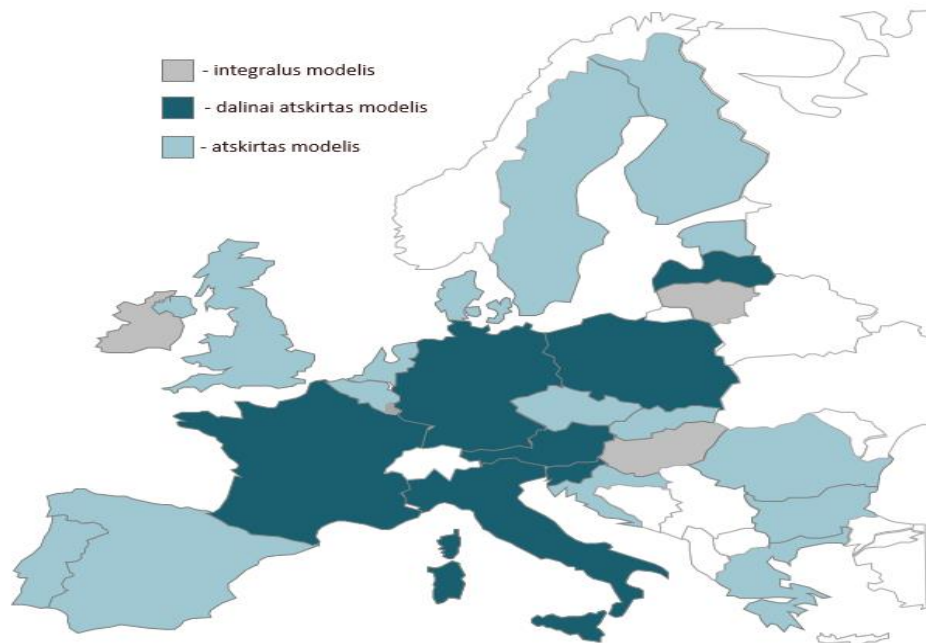 - integralus modelis
- dalinai atskirtas modelis
- atskirtas modelis